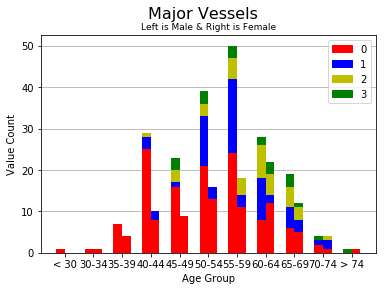 Major Vessels
Left is Male & Right is Female
0
1
2
3
50
40
30
20
10
0
Value Count
< 30 30-34 35-39 40-44 45-49 50-54 55-59 60-64 65-69 70-74 > 74
Age Group